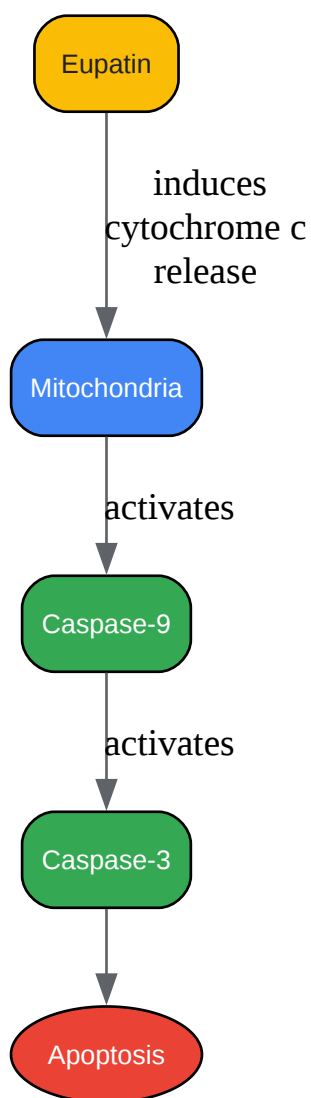 Eupatin
induces
cytochrome c
release
Mitochondria
activates
Caspase-9
activates
Caspase-3
Apoptosis